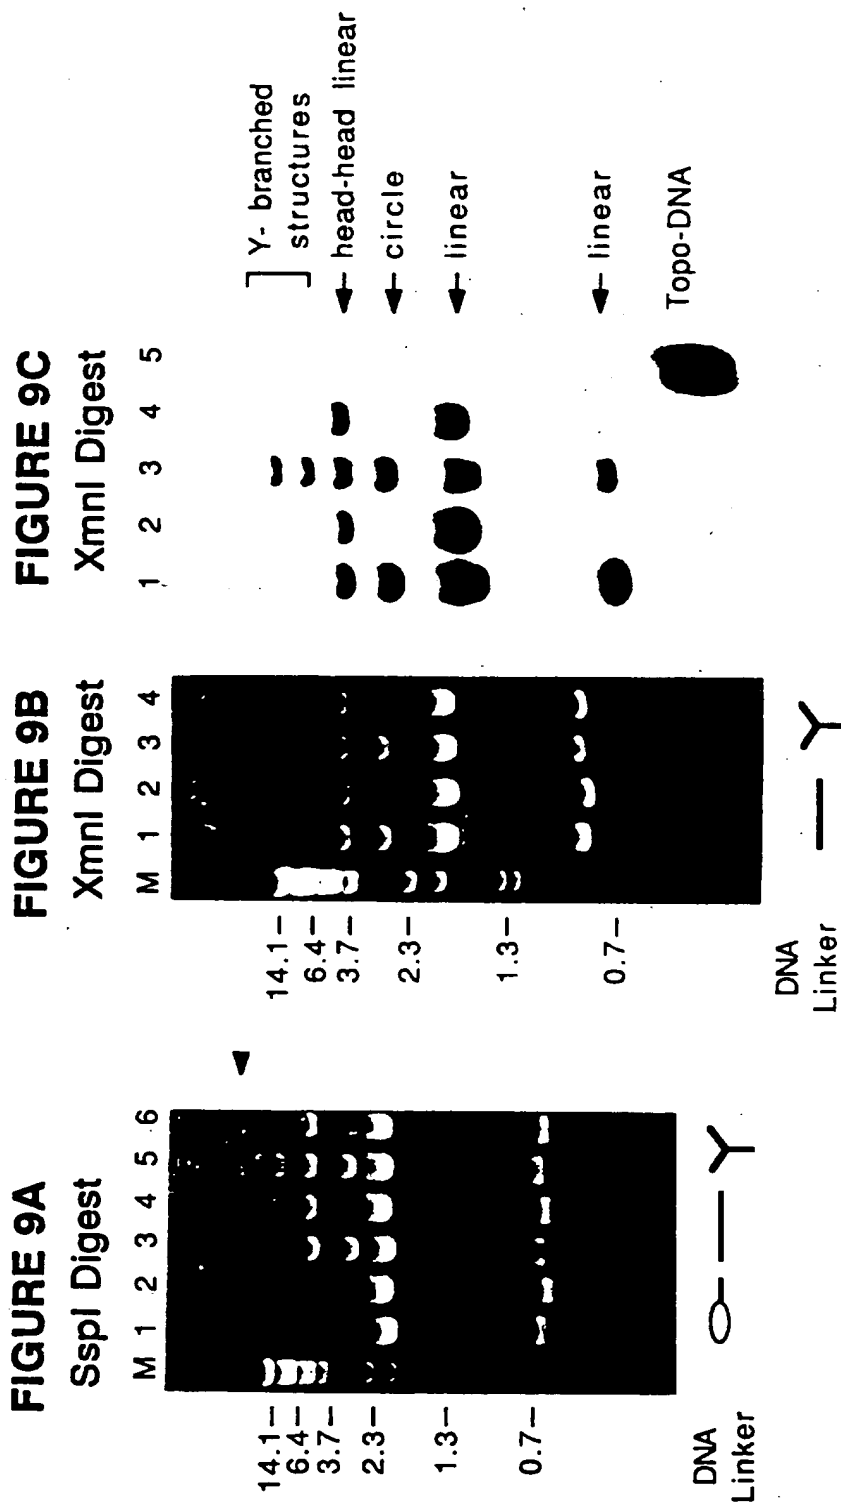 FIGURE 9A
SspI Digest
M 1 2 3 4 5 6
14.1
6.4
3.7
2.3
1.3
0.7
DNA
Linker
FIGURE 9B
XmnI Digest
M 1 2 3 4
14.1
6.4
3.7
2.3
1.3
0.7
DNA
Linker
FIGURE 9C
XmnI Digest
1 2 3 4 5
Y- branched
structures
head-head linear
circle
linear
linear
Topo-DNA